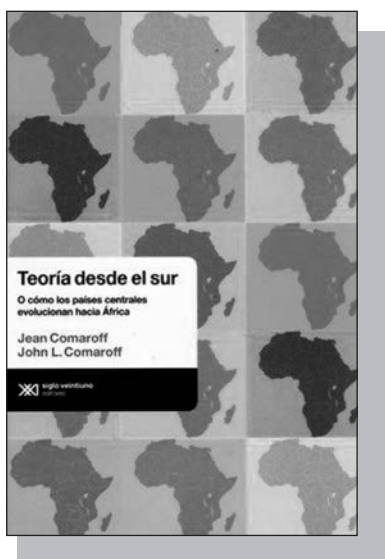 Teoría desde el sur
O cómo los países centrales
evolucionan hacia África
Jean Comaroff
John L. Comaroff
siglo veintiuno
editores